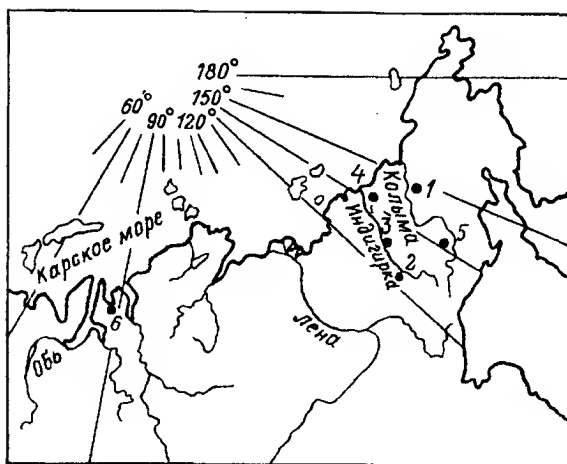 180°
150°
60°
90°
120°
Карское море
Обь
6
Лена
Индигирка
Колыма
4
3
2
1
5